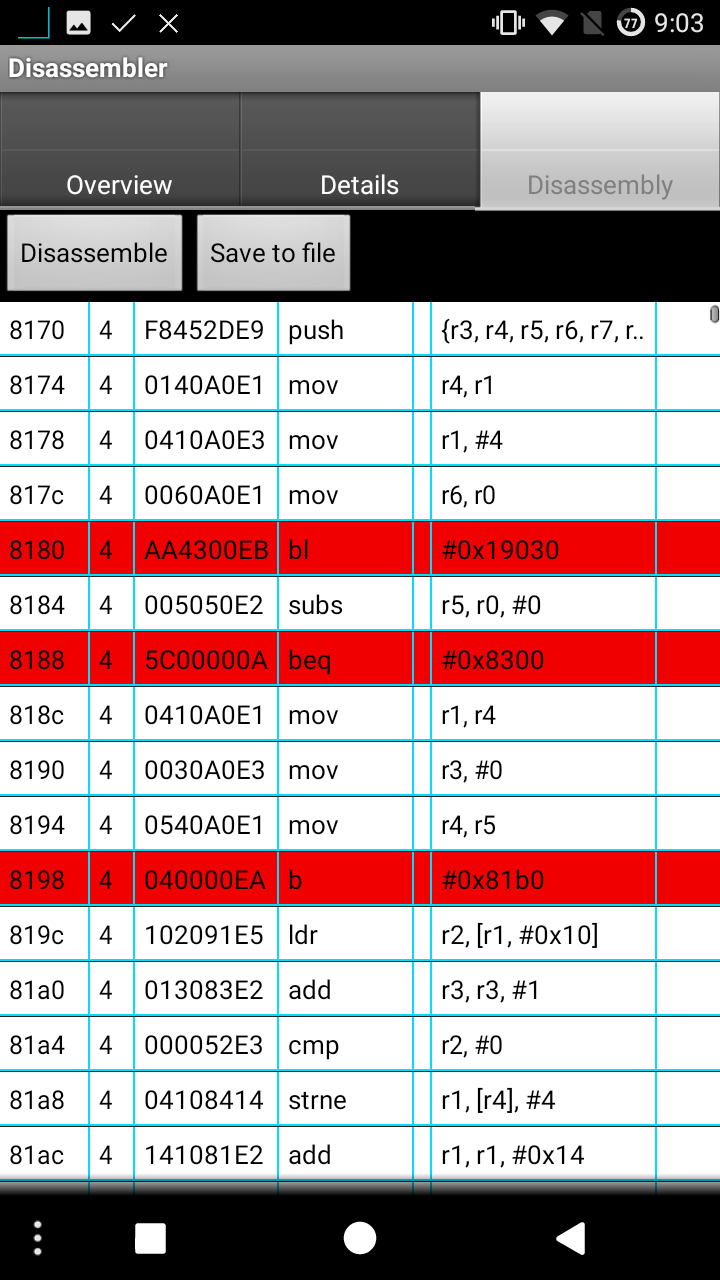 77 9:03
Disassembler
Overview Details Disassembly
Disassemble Save to file
8170 4 F8452DE9 push {r3, r4, r5, r6, r7, r..
8174 4 0140A0E1 mov r4, r1
8178 4 0410A0E3 mov r1, #4
817c 4 0060A0E1 mov r6, r0
8180 4 AA4300EB bl #0x19030
8184 4 005050E2 subs r5, r0, #0
8188 4 5C00000A beq #0x8300
818c 4 0410A0E1 mov r1, r4
8190 4 0030A0E3 mov r3, #0
8194 4 0540A0E1 mov r4, r5
8198 4 040000EA b #0x81b0
819c 4 102091E5 ldr r2, [r1, #0x10]
81a0 4 013083E2 add r3, r3, #1
81a4 4 000052E3 cmp r2, #0
81a8 4 04108414 strne r1, [r4], #4
81ac 4 141081E2 add r1, r1, #0x14